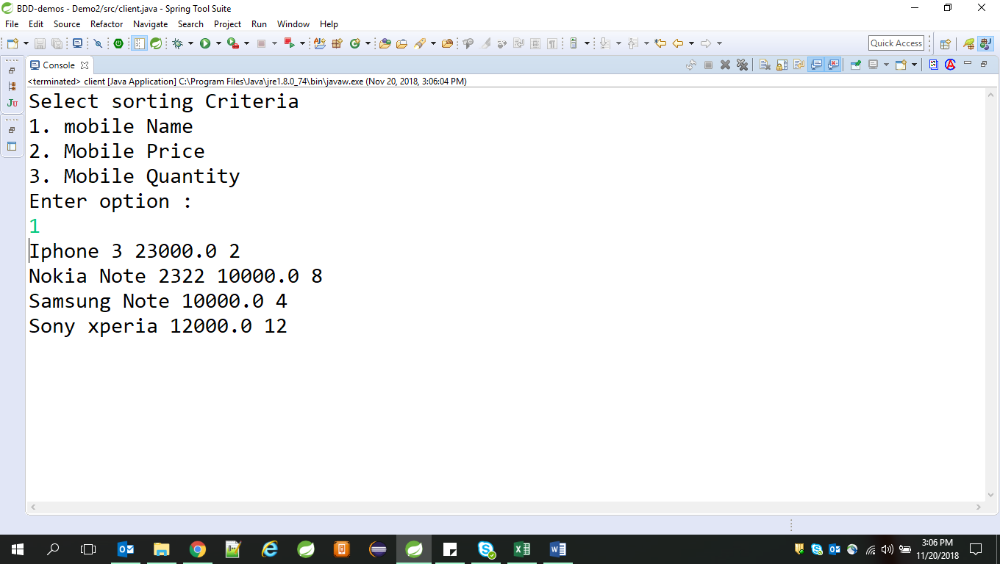 BDD-demos - Demo2/src/client.java - Spring Tool Suite
File Edit Source Refactor Navigate Search Project Run Window Help
Quick Access
Console
<terminated> client [Java Application] C:\Program Files\Java\jre1.8.0_74\bin\javaw.exe (Nov 20, 2018, 3:06:04 PM)
Select sorting Criteria
1. mobile Name
2. Mobile Price
3. Mobile Quantity
Enter option :
1
Iphone 3 23000.0 2
Nokia Note 2322 10000.0 8
Samsung Note 10000.0 4
Sony xperia 12000.0 12
3:06 PM
11/20/2018